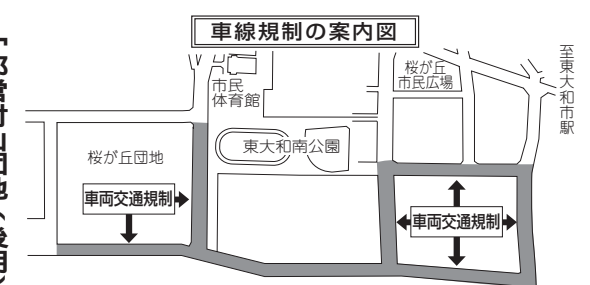 車線規制の案内図
至東大和市駅
桜が丘
市民広場
市民
体育館
東大和南公園
桜が丘団地
車両交通規制
車両交通規制